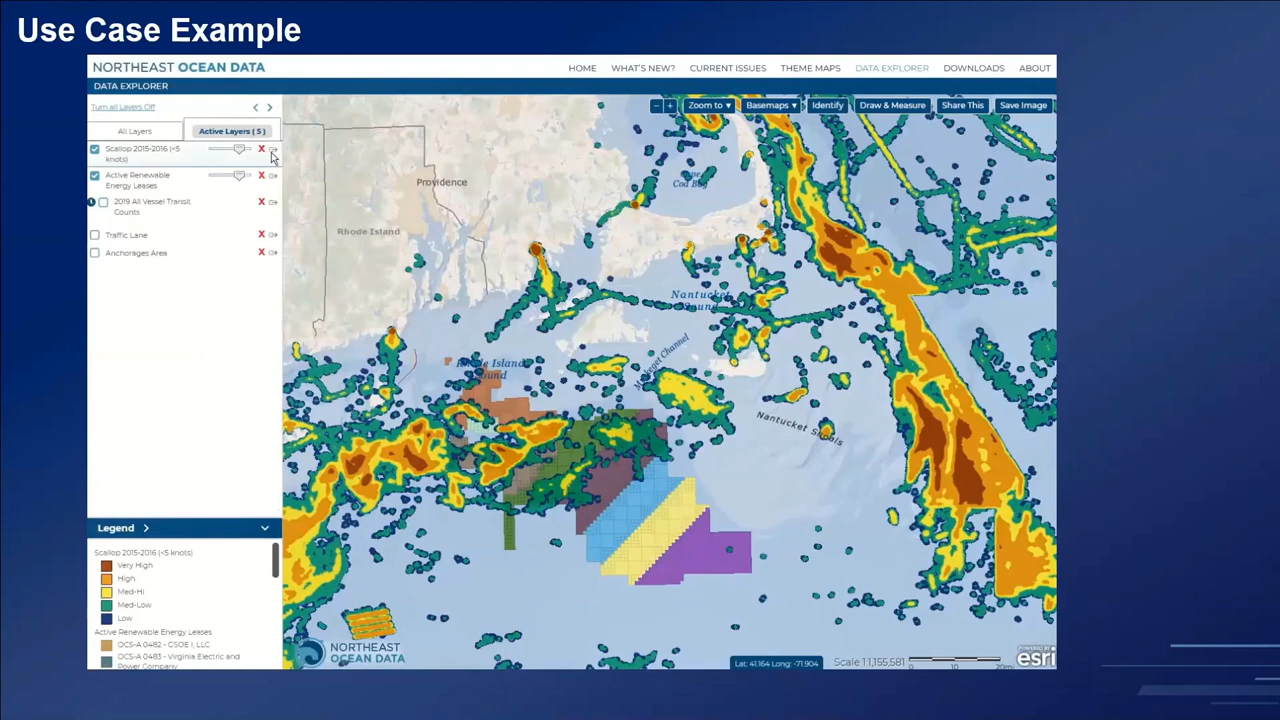 Use Case Example
NORTHEAST OCEAN DATA
HOME WHAT'S NEW? CURRENT ISSUES THEME MAPS DATA EXPLORER DOWNLOADS ABOUT
DATA EXPLORER
Turn all Layers Off
All Layers Active Layers ( 5 )
Zoom to Basemaps Identify Draw & Measure Share This Save Image
Scallop 2015-2016 (<5
knots)
Active Renewable
Energy Leases
2019 All Vessel Transit
Counts
Traffic Lane
Anchorages Area
Providence
Rhode Island
Cape
Cod Bay
Nantucket
Sound
Muskeget Channel
Rhode Island
Sound
Nantucket Shoals
Legend
Scallop 2015-2016 (<5 knots)
Very High
High
Med-Hi
Med-Low
Low
Active Renewable Energy Leases
OCS-A 0482 - GSOE I, LLC
OCS-A 0483 - Virginia Electric and
Power Company
NORTHEAST
OCEAN DATA
Lat: 41.164 Long: -71.904
Scale 1:1,155,581
0 10 20mi
POWERED BY
esri